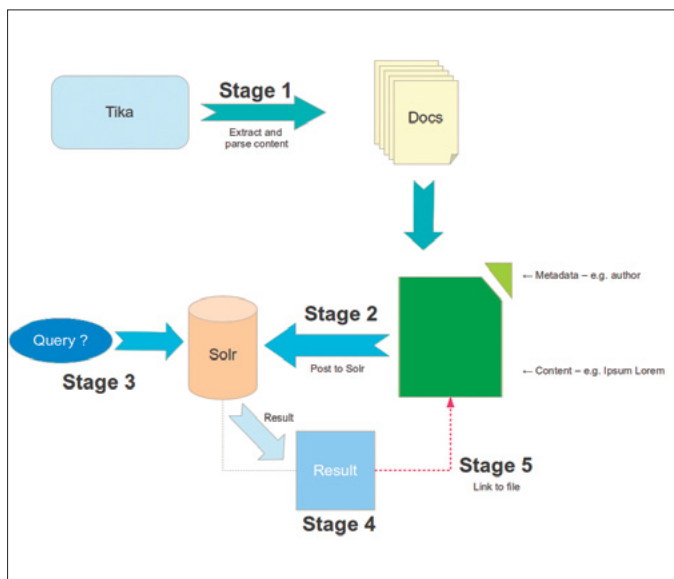 Stage 1
Tika
Extract and
parse content
Docs
← Metadata – e.g. author
Stage 2
Query ?
Solr
Post to Solr
← Content – e.g. Ipsum Lorem
Stage 3
Result
Result
Stage 5
Link to file
Stage 4